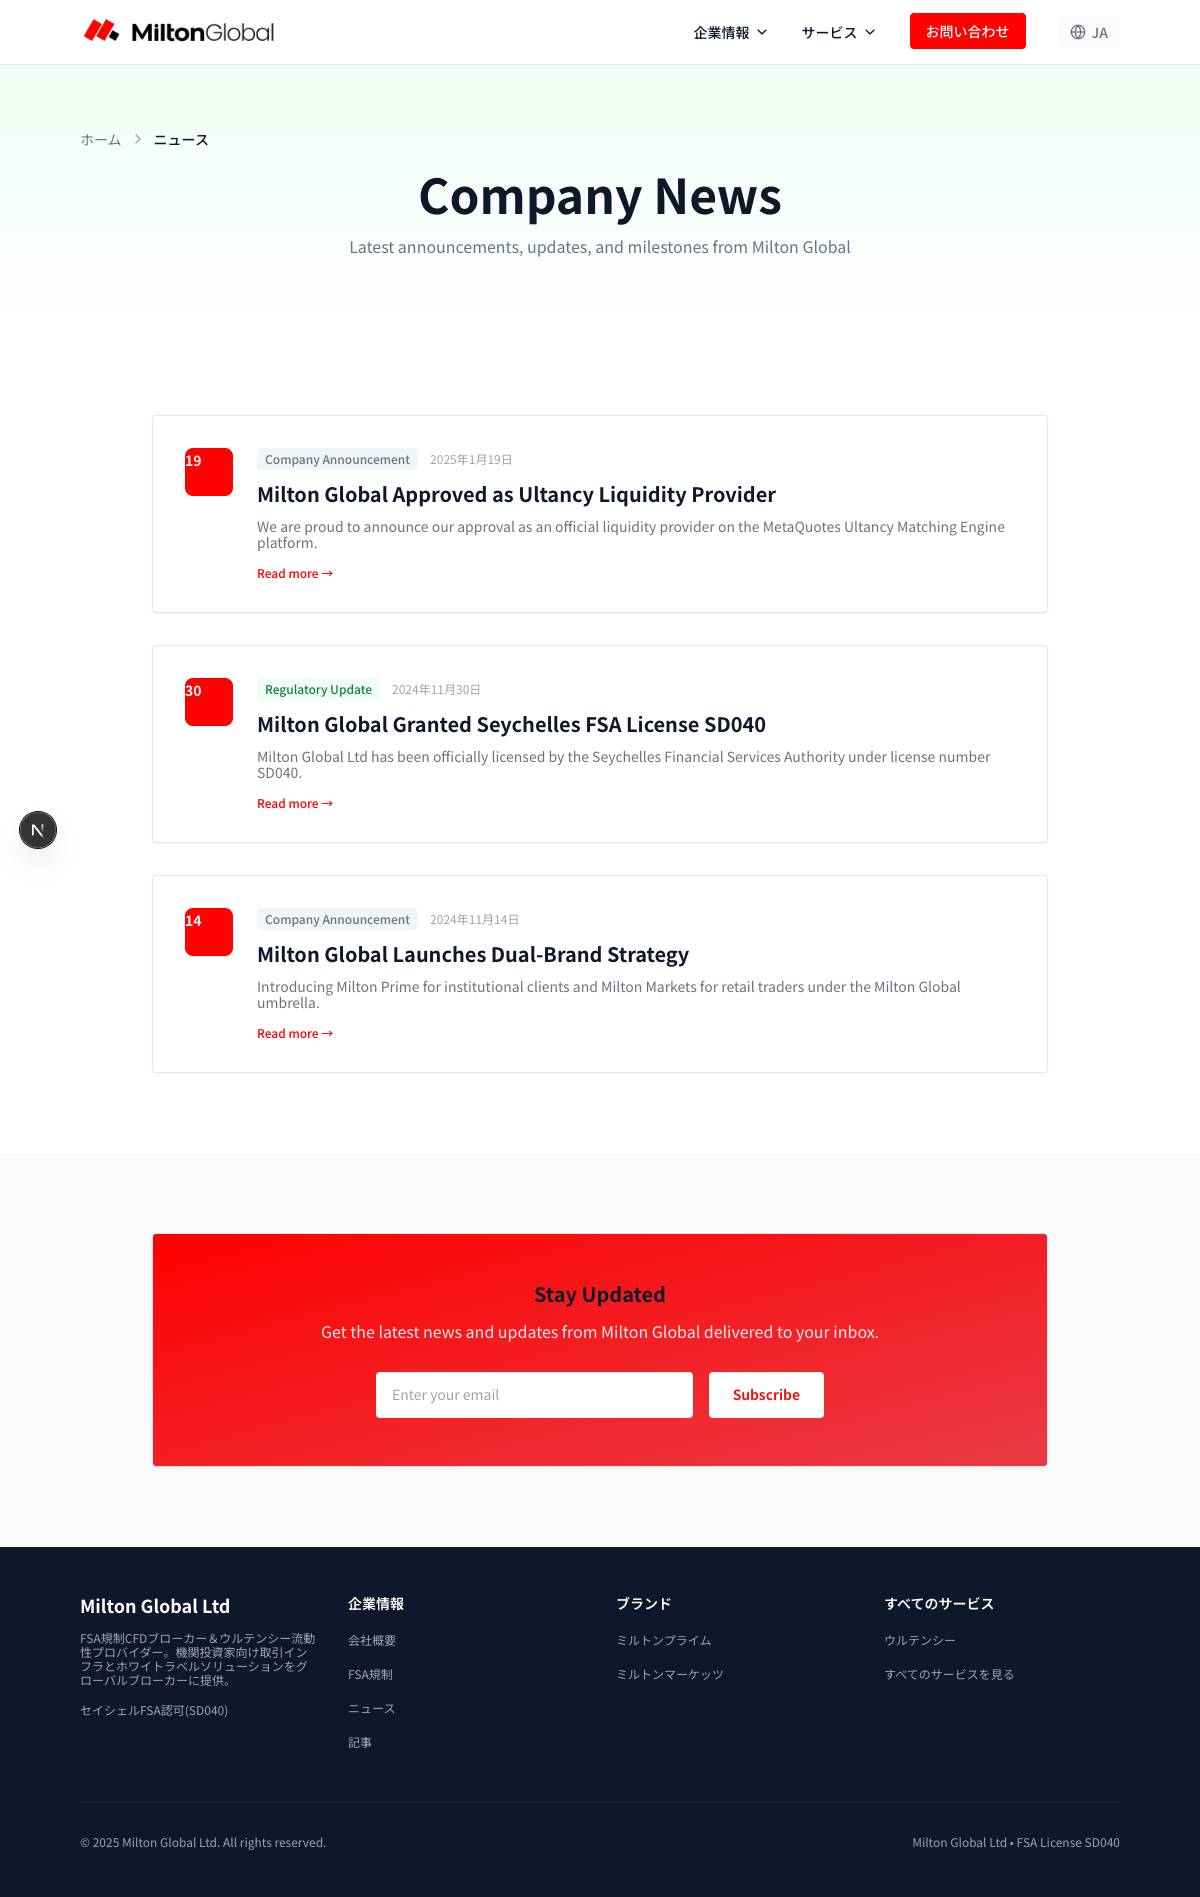 MiltonGlobal
企業情報
サービス
お問い合わせ
JA
ホーム
ニュース
Company News
Latest announcements, updates, and milestones from Milton Global
19
Company Announcement
2025年1月19日
Milton Global Approved as Ultancy Liquidity Provider
We are proud to announce our approval as an official liquidity provider on the MetaQuotes Ultancy Matching Engine
platform.
Read more →
30
Regulatory Update
2024年11月30日
Milton Global Granted Seychelles FSA License SD040
Milton Global Ltd has been officially licensed by the Seychelles Financial Services Authority under license number
SD040.
Read more →
N
14
Company Announcement
2024年11月14日
Milton Global Launches Dual-Brand Strategy
Introducing Milton Prime for institutional clients and Milton Markets for retail traders under the Milton Global
umbrella.
Read more →
Stay Updated
Get the latest news and updates from Milton Global delivered to your inbox.
Enter your email
Subscribe
Milton Global Ltd
FSA規制CFDブローカー＆ウルテンシー流動
性プロバイダー。機関投資家向け取引イン
フラとホワイトラベルソリューションをグ
ローバルブローカーに提供。
セイシェルFSA認可(SD040)
企業情報
会社概要
FSA規制
ニュース
記事
ブランド
ミルトンプライム
ミルトンマーケッツ
すべてのサービス
ウルテンシー
すべてのサービスを見る
© 2025 Milton Global Ltd. All rights reserved.
Milton Global Ltd • FSA License SD040